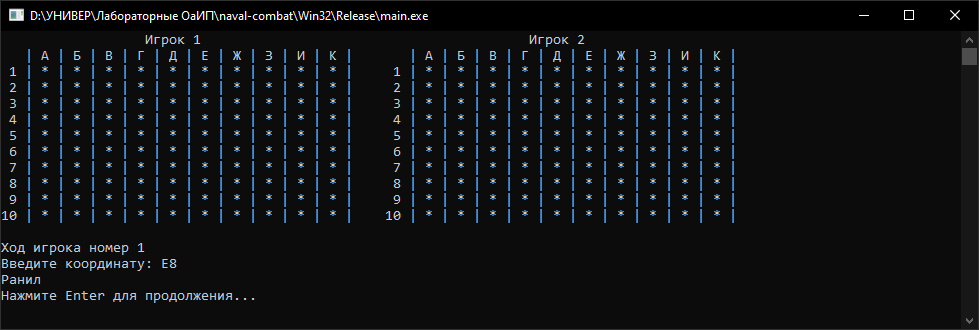 D:\УНИВЕР\Лабораторные ОаИП\naval-combat\Win32\Release\main.exe
Игрок 1 Игрок 2
| А | Б | В | Г | Д | Е | Ж | З | И | К | | А | Б | В | Г | Д | Е | Ж | З | И | К |
1 | * | * | * | * | * | * | * | * | * | * | 1 | * | * | * | * | * | * | * | * | * | * |
2 | * | * | * | * | * | * | * | * | * | * | 2 | * | * | * | * | * | * | * | * | * | * |
3 | * | * | * | * | * | * | * | * | * | * | 3 | * | * | * | * | * | * | * | * | * | * |
4 | * | * | * | * | * | * | * | * | * | * | 4 | * | * | * | * | * | * | * | * | * | * |
5 | * | * | * | * | * | * | * | * | * | * | 5 | * | * | * | * | * | * | * | * | * | * |
6 | * | * | * | * | * | * | * | * | * | * | 6 | * | * | * | * | * | * | * | * | * | * |
7 | * | * | * | * | * | * | * | * | * | * | 7 | * | * | * | * | * | * | * | * | * | * |
8 | * | * | * | * | * | * | * | * | * | * | 8 | * | * | * | * | * | * | * | * | * | * |
9 | * | * | * | * | * | * | * | * | * | * | 9 | * | * | * | * | * | * | * | * | * | * |
10 | * | * | * | * | * | * | * | * | * | * | 10 | * | * | * | * | * | * | * | * | * | * |
Ход игрока номер 1
Введите координату: Е8
Ранил
Нажмите Enter для продолжения...